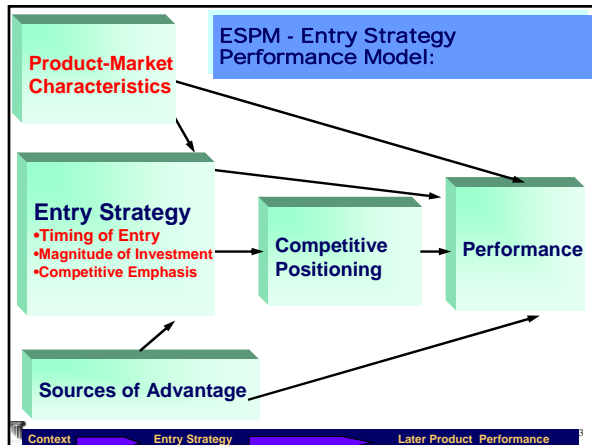 ESPM - Entry Strategy
Performance Model:
Product-Market
Characteristics
Entry Strategy
•Timing of Entry
•Magnitude of Investment
•Competitive Emphasis
Competitive
Positioning
Performance
Sources of Advantage
Context Entry Strategy Later Product Performance
3